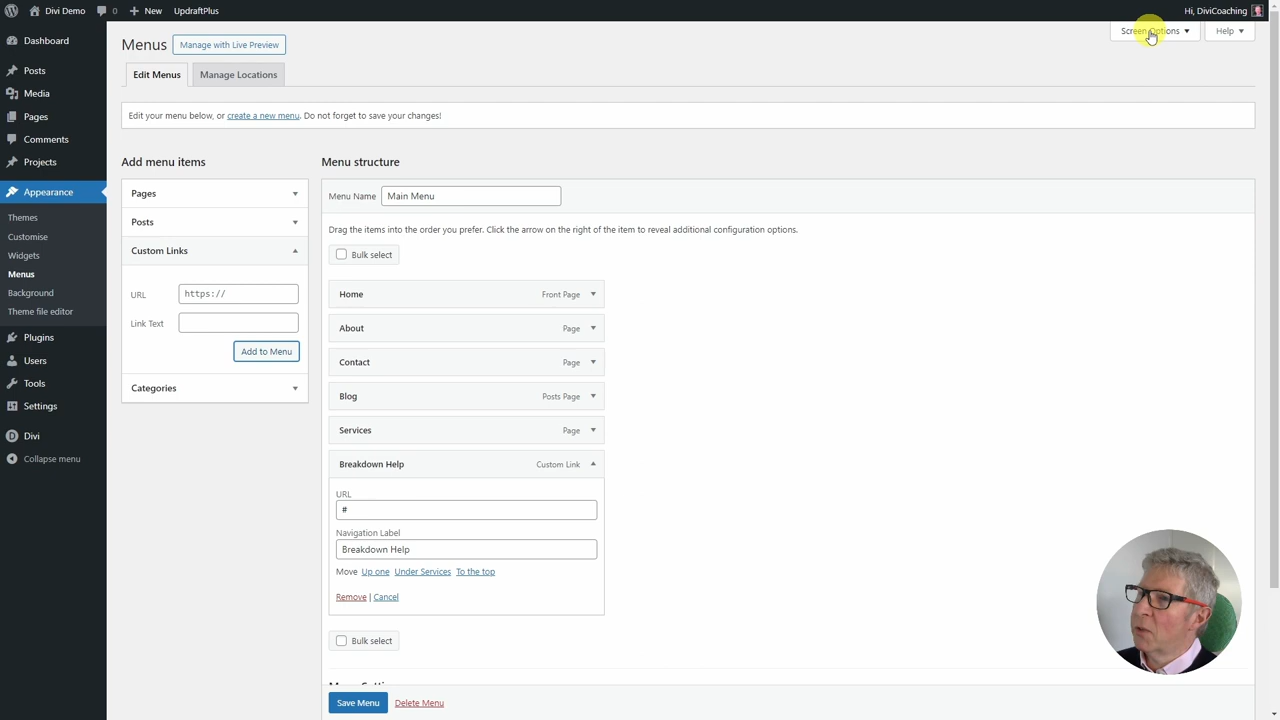 Divi Demo 0 New UpdraftPlus Hi, DiviCoaching
Screen Options Help
Dashboard
Posts
Media
Pages
Comments
Projects
Appearance
Themes
Customise
Widgets
Menus
Background
Theme file editor
Plugins
Users
Tools
Settings
Divi
Collapse menu
Menus Manage with Live Preview
Edit Menus Manage Locations
Edit your menu below, or create a new menu. Do not forget to save your changes!
Add menu items
Pages
Posts
Custom Links
URL https://
Link Text
Add to Menu
Categories
Menu structure
Menu Name Main Menu
Drag the items into the order you prefer. Click the arrow on the right of the item to reveal additional configuration options.
Bulk select
Home Front Page
About Page
Contact Page
Blog Posts Page
Services Page
Breakdown Help Custom Link
URL
#
Navigation Label
Breakdown Help
Move Up one Under Services To the top
Remove | Cancel
Bulk select
Save Menu Delete Menu